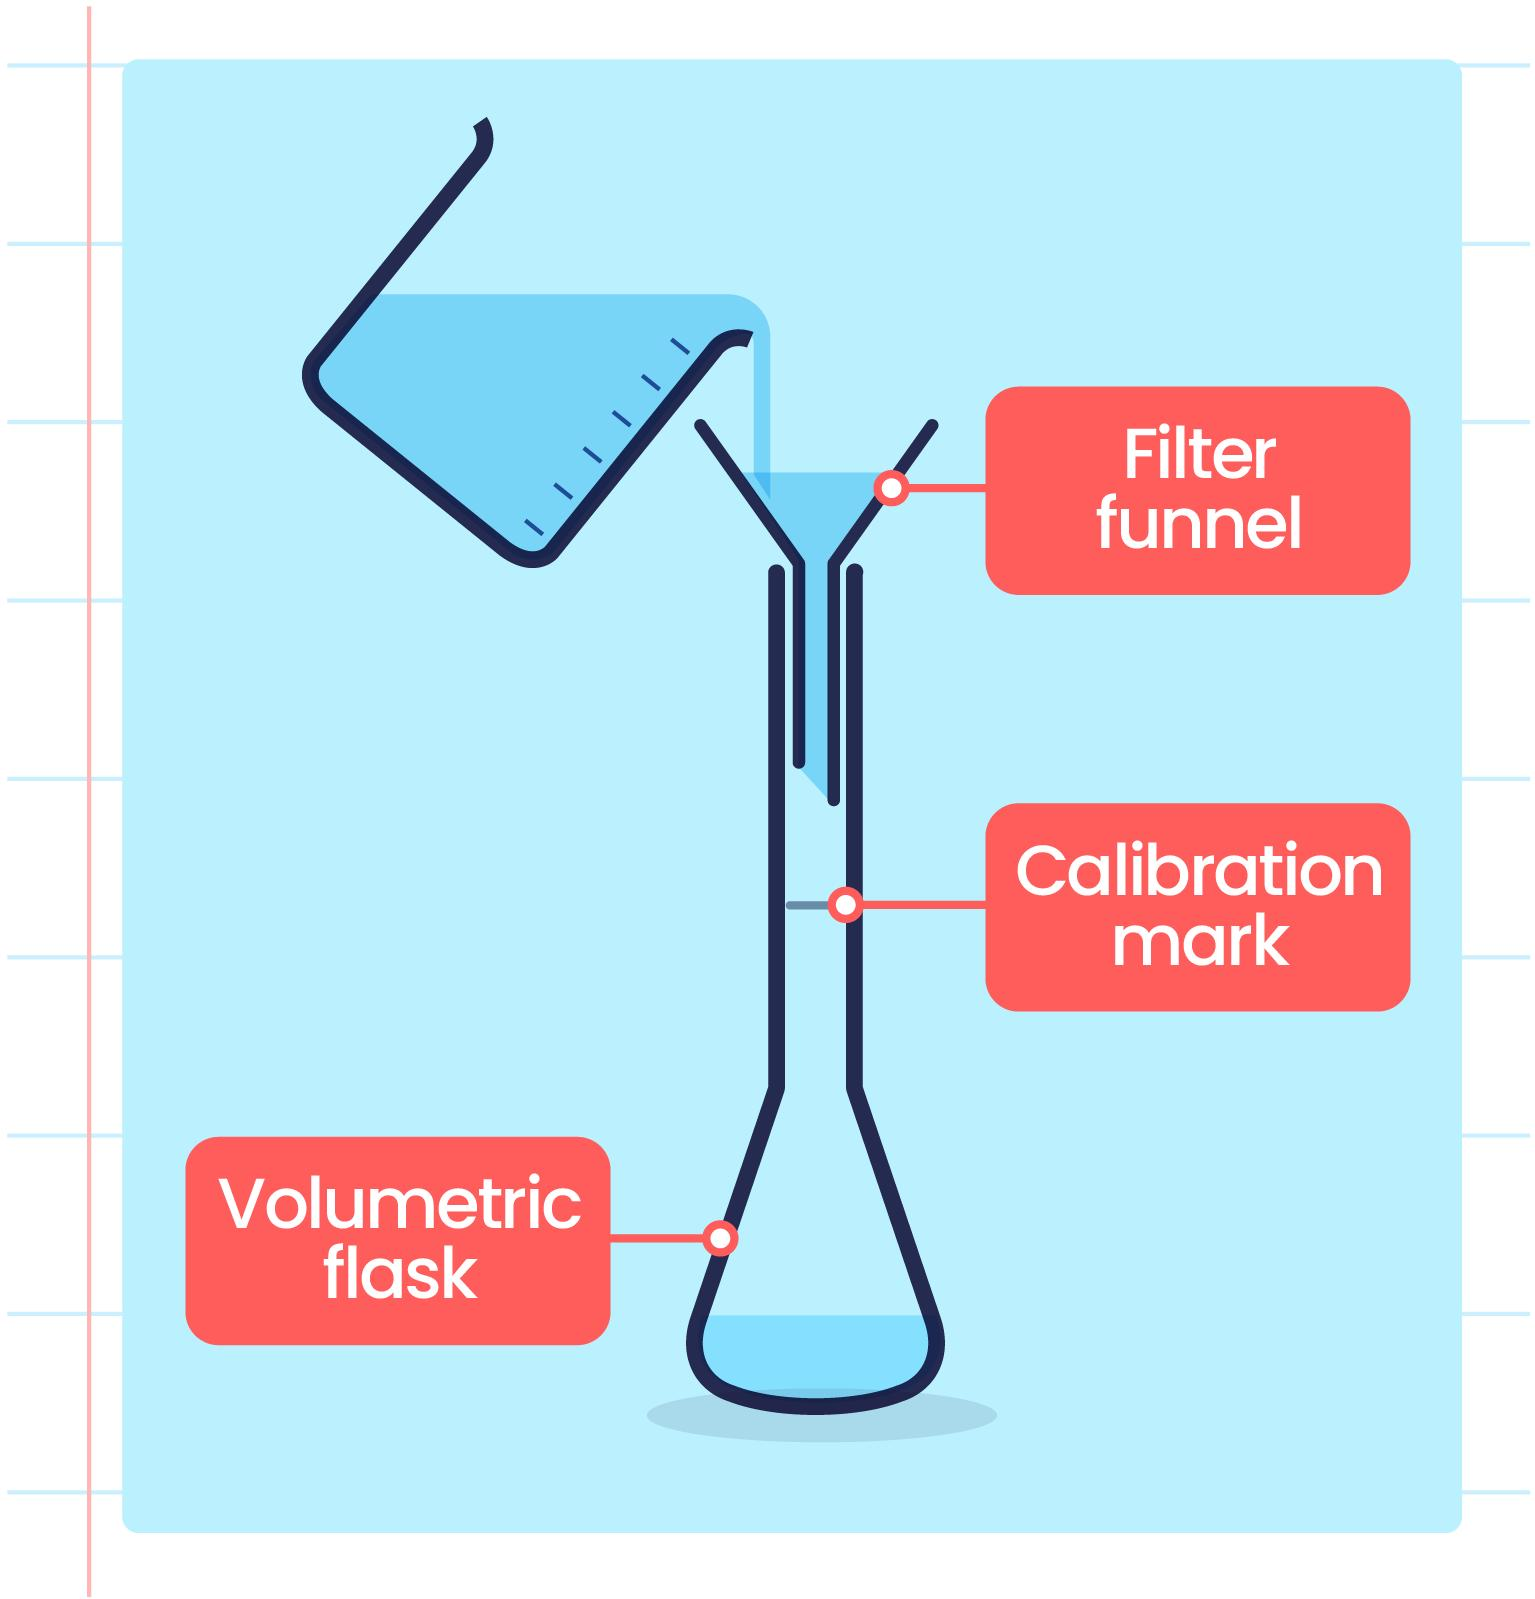 Filter
funnel
Calibration
mark
Volumetric
flask